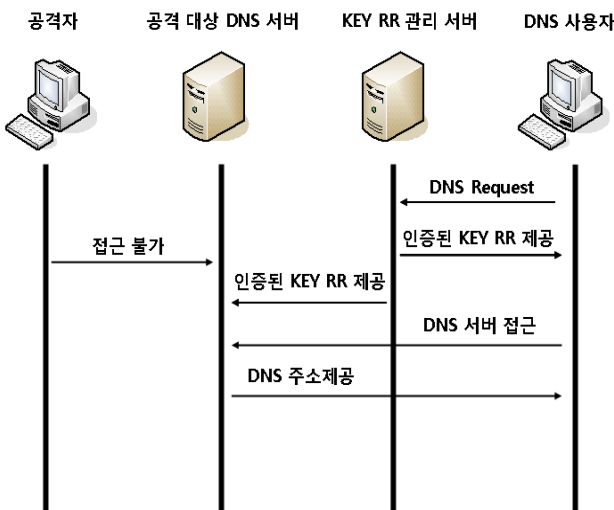 공격자
공격 대상 DNS 서버
KEY RR 관리 서버
DNS 사용자
DNS Request
인증된 KEY RR 제공
접근 불가
인증된 KEY RR 제공
DNS 서버 접근
DNS 주소제공